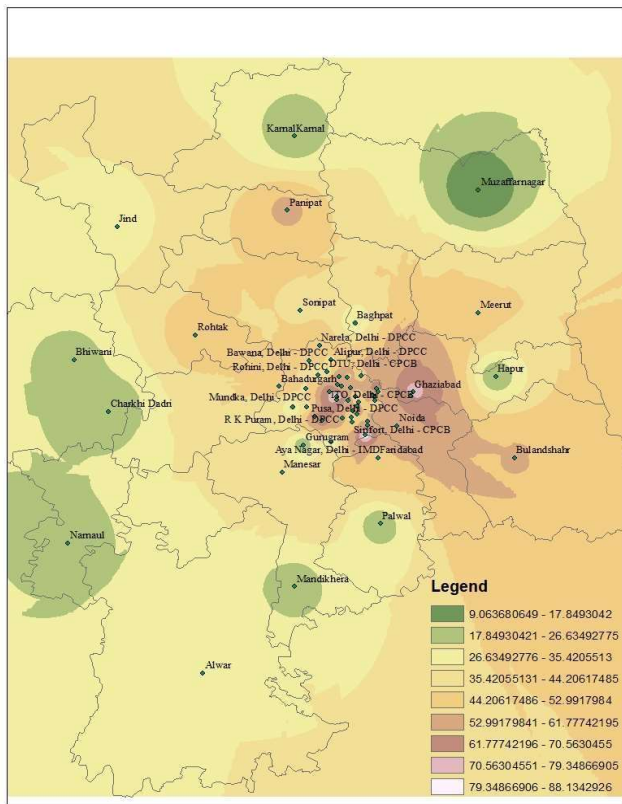 KarnalKarnal
Muzaffarnagar
Panipat
Jind
Sonipat
Meerut
Baghpat
Rohtak
Narela, Delhi - DPCC
Bawana, Delhi - DPCC
Alipur, Delhi - DPCC
Bhiwani
Rohini, Delhi - DPCC
DTU, Delhi - CPCB
Hapur
Bahadurgarh
Ghaziabad
Mundka, Delhi - DPCC
ITO, Delhi - CPCB
Charkhi Dadri
Pusa, Delhi - DPCC
R K Puram, Delhi - DPCC
Noida
Sirifort, Delhi - CPCB
Gurugram
Aya Nagar, Delhi - IMD
Faridabad
Bulandshahr
Manesar
Palwal
Narnaul
Mandikhera
Alwar
Legend
9.063680649 - 17.8493042
17.84930421 - 26.63492775
26.63492776 - 35.4205513
35.42055131 - 44.20617485
44.20617486 - 52.9917984
52.99179841 - 61.77742195
61.77742196 - 70.5630455
70.56304551 - 79.34866905
79.34866906 - 88.1342926